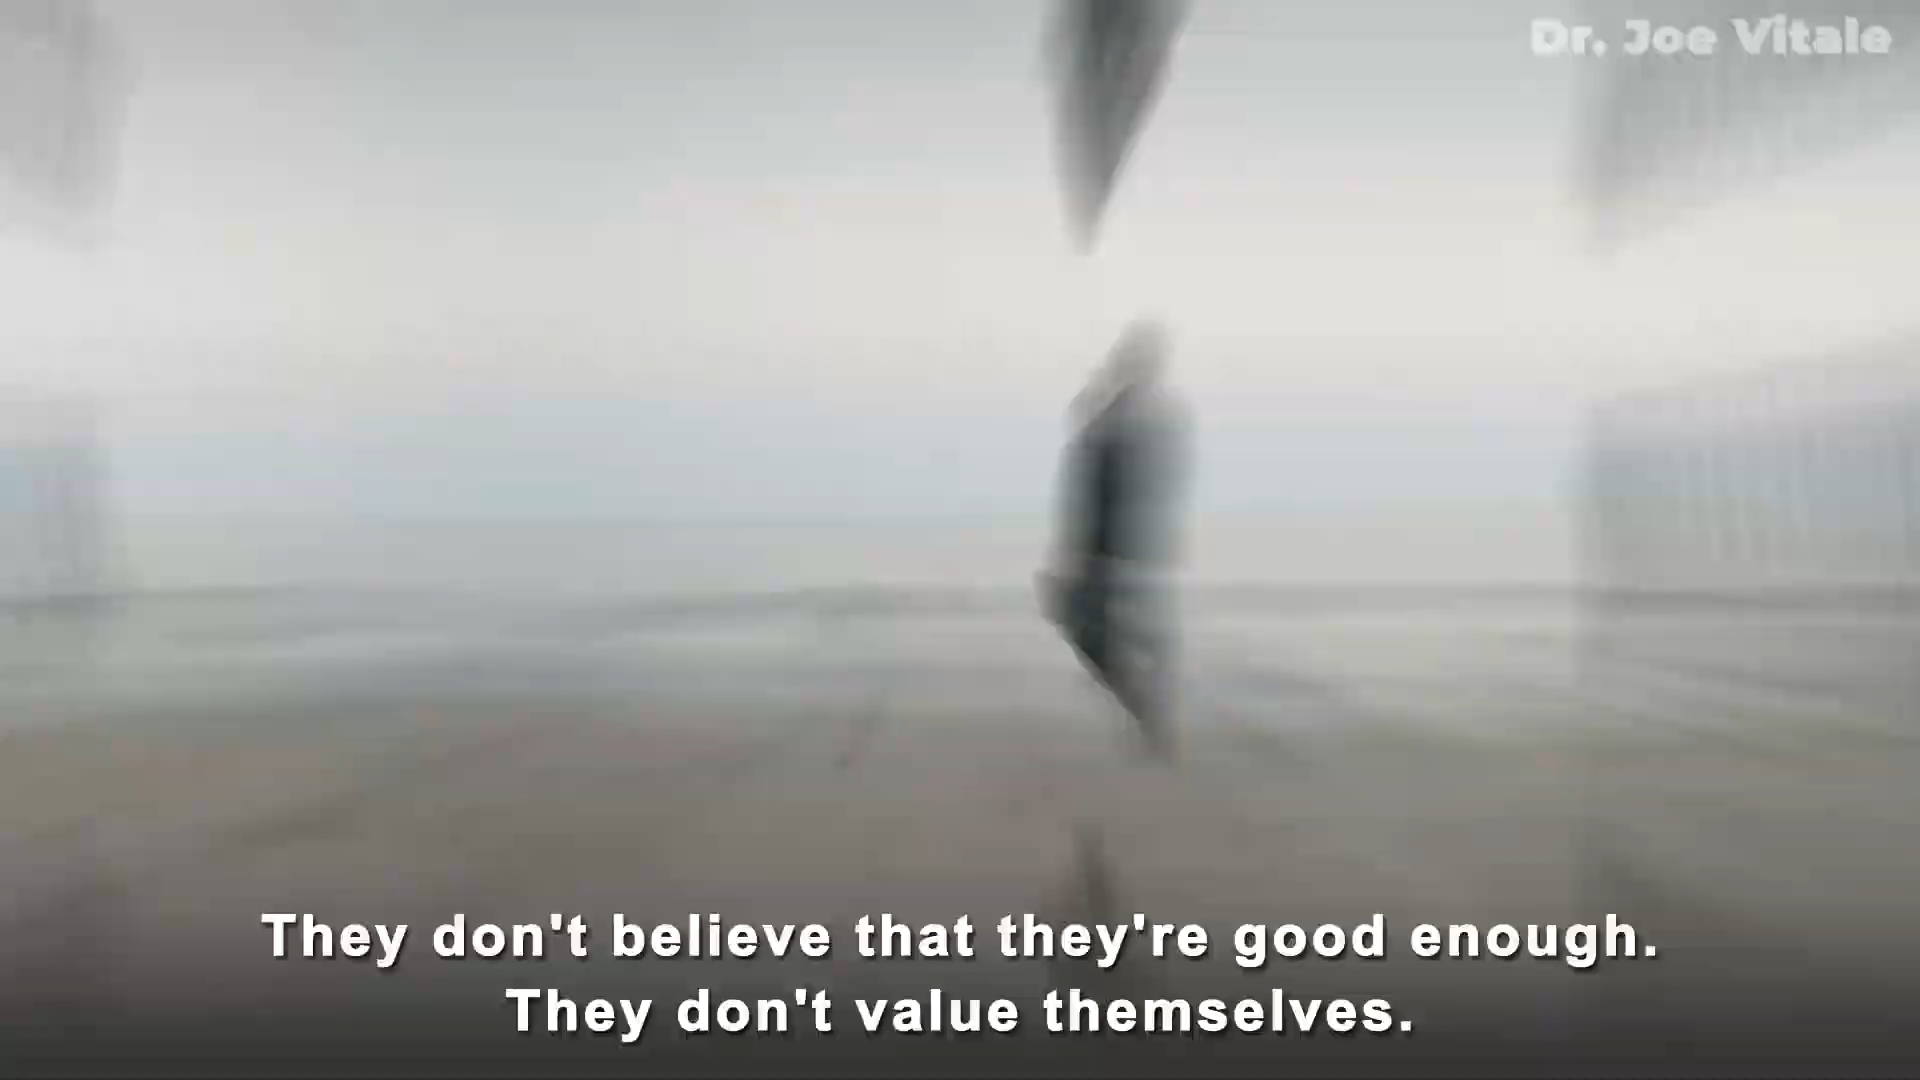 Dr. Joe Vitale
They don't believe that they're good enough.
They don't value themselves.